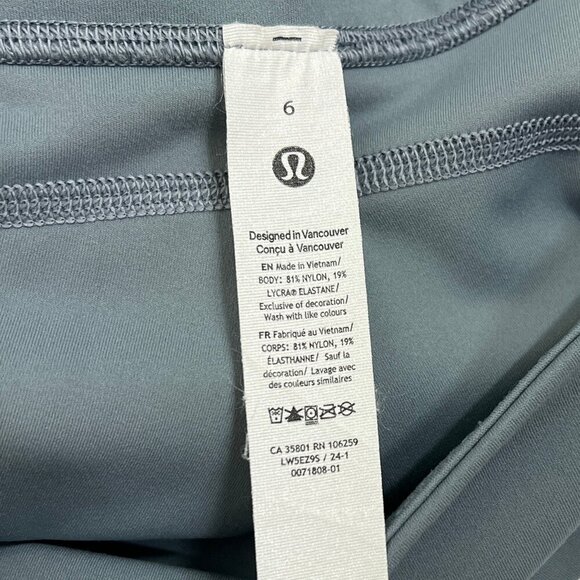 6
Designed in Vancouver
Conçu à Vancouver
EN Made in Vietnam/
BODY: 81% NYLON, 19%
LYCRA® ELASTANE/
Exclusive of decoration/
Wash with like colours
FR Fabriqué au Vietnam/
CORPS: 81% NYLON, 19%
ÉLASTHANNE/ Sauf la
décoration/ Lavage avec
des couleurs similaires
CA 35801 RN 106259
LW5EZ9S / 24-1
0071808-01